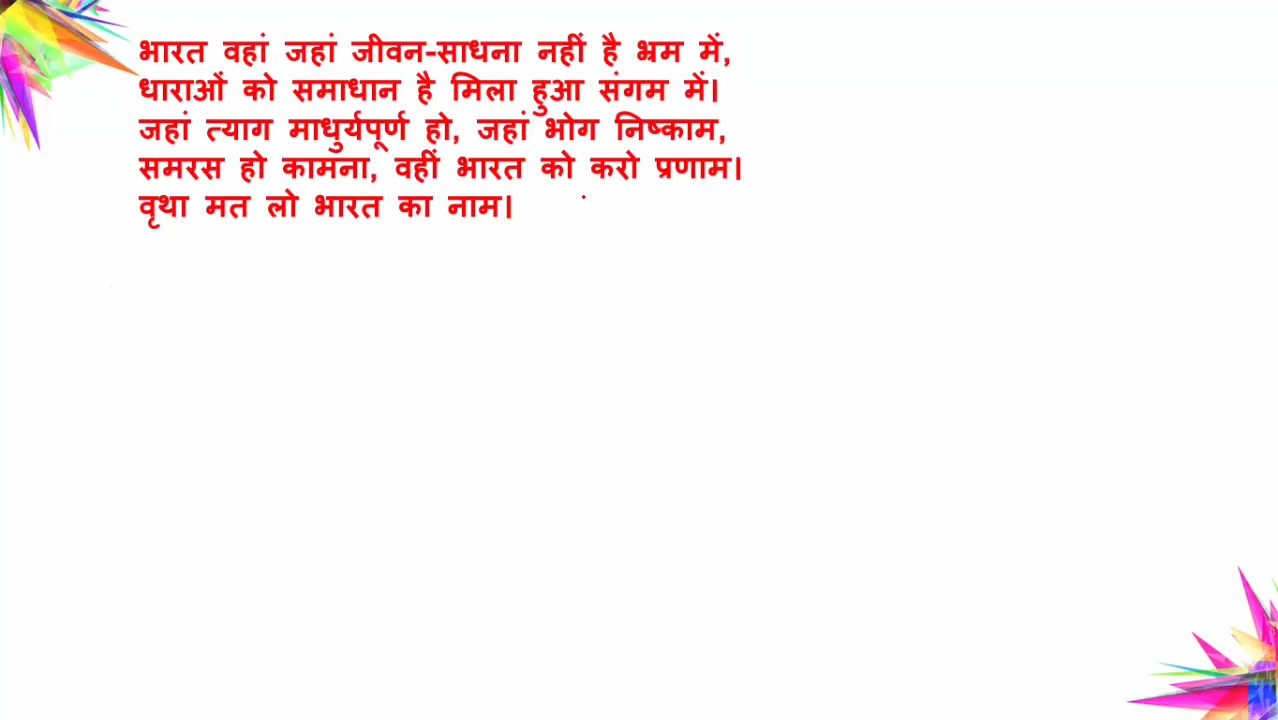 भारत वहां जहां जीवन-साधना नहीं है भ्रम में,
धाराओं को समाधान है मिला हुआ संगम में।
जहां त्याग माधुर्यपूर्ण हो, जहां भोग निष्काम,
समरस हो कामना, वहीं भारत को करो प्रणाम।
वृथा मत लो भारत का नाम।